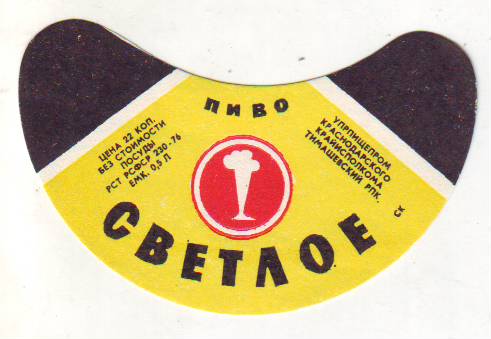 ПИВО
ЦЕНА 22 КОП.
БЕЗ СТОИМОСТИ
ПОСУДЫ
РСТ РСФСР 230-76
ЕМК. 0,5 Л
УПРПИЩЕПРОМ
КРАСНОДАРСКОГО
КРАЙИСПОЛКОМА
ТИМАШЕВСКИЙ РПК.
СК
СВЕТЛОЕ